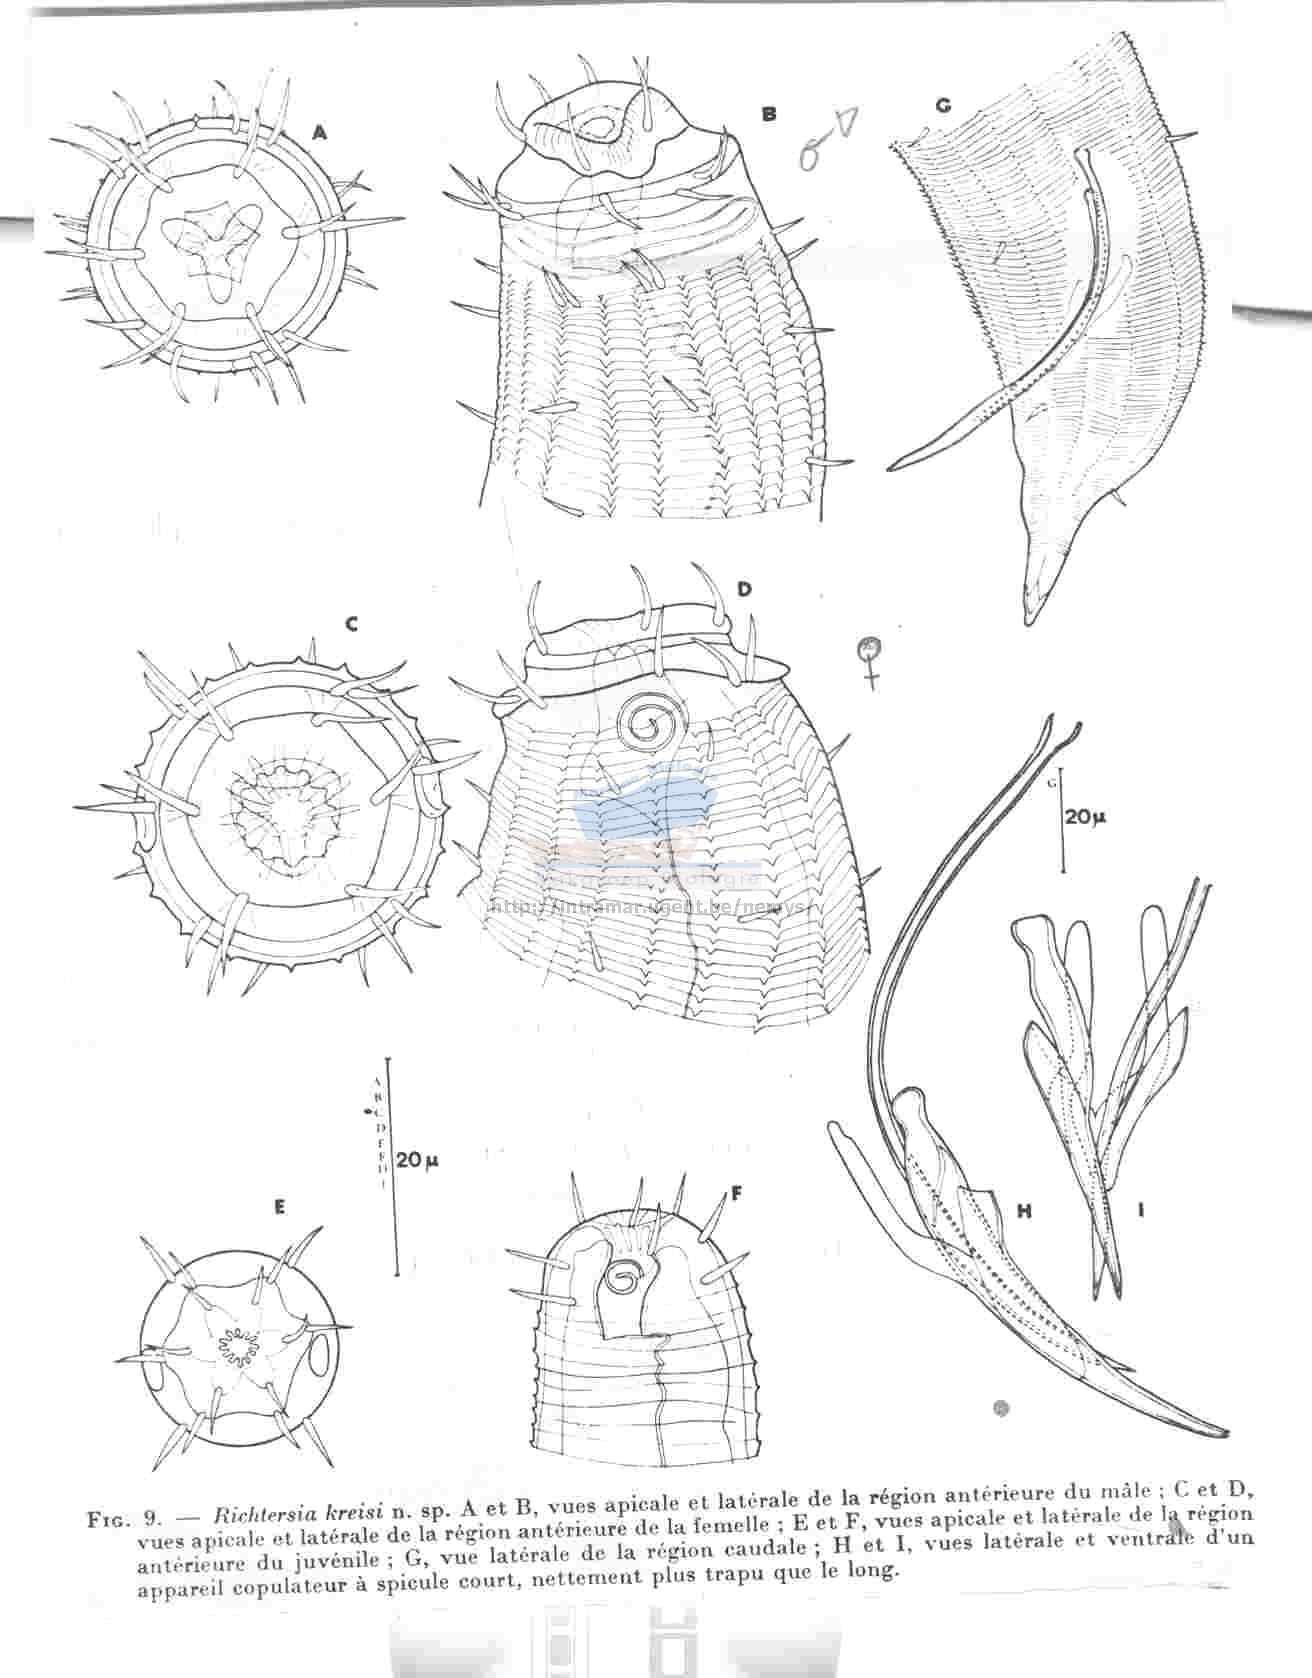 A
B
G
C
D
G
20µ
A
B
C
D
E
F
H
I
20 µ
E
F
H
I
http://intramar.ugent.be/nemys/
FIG. 9. — Richtersia kreisi n. sp. A et B, vues apicale et latérale de la région antérieure du mâle ; C et D,
vues apicale et latérale de la région antérieure de la femelle ; E et F, vues apicale et latérale de la région
antérieure du juvénile ; G, vue latérale de la région caudale ; H et I, vues latérale et ventrale d'un
appareil copulateur à spicule court, nettement plus trapu que le long.